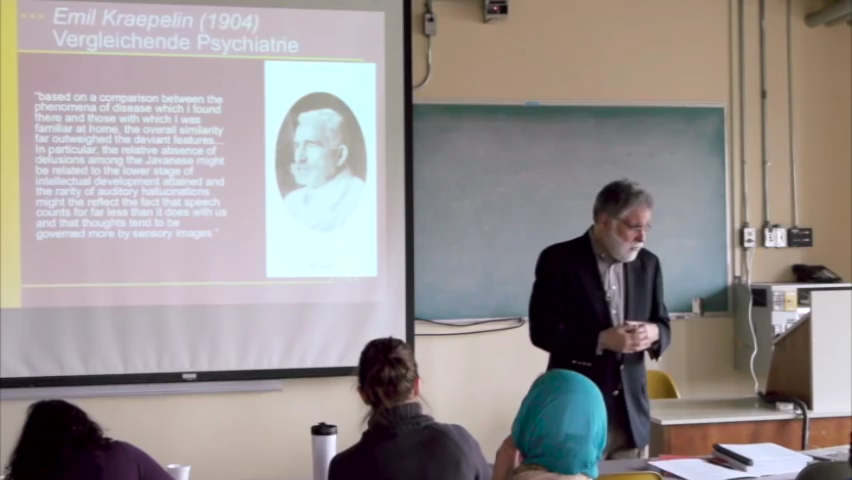 Emil Kraepelin (1904)
Vergleichende Psychiatrie
"based on a comparison between the
phenomena of disease which I found
there and those with which I was
familiar at home, the overall similarity
far outweighed the deviant features...
In particular, the relative absence of
delusions among the Javanese might
be related to the lower stage of
intellectual development attained and
the rarity of auditory hallucinations
might the reflect the fact that speech
counts for far less than it does with us
and that thoughts tend to be
governed more by sensory images."